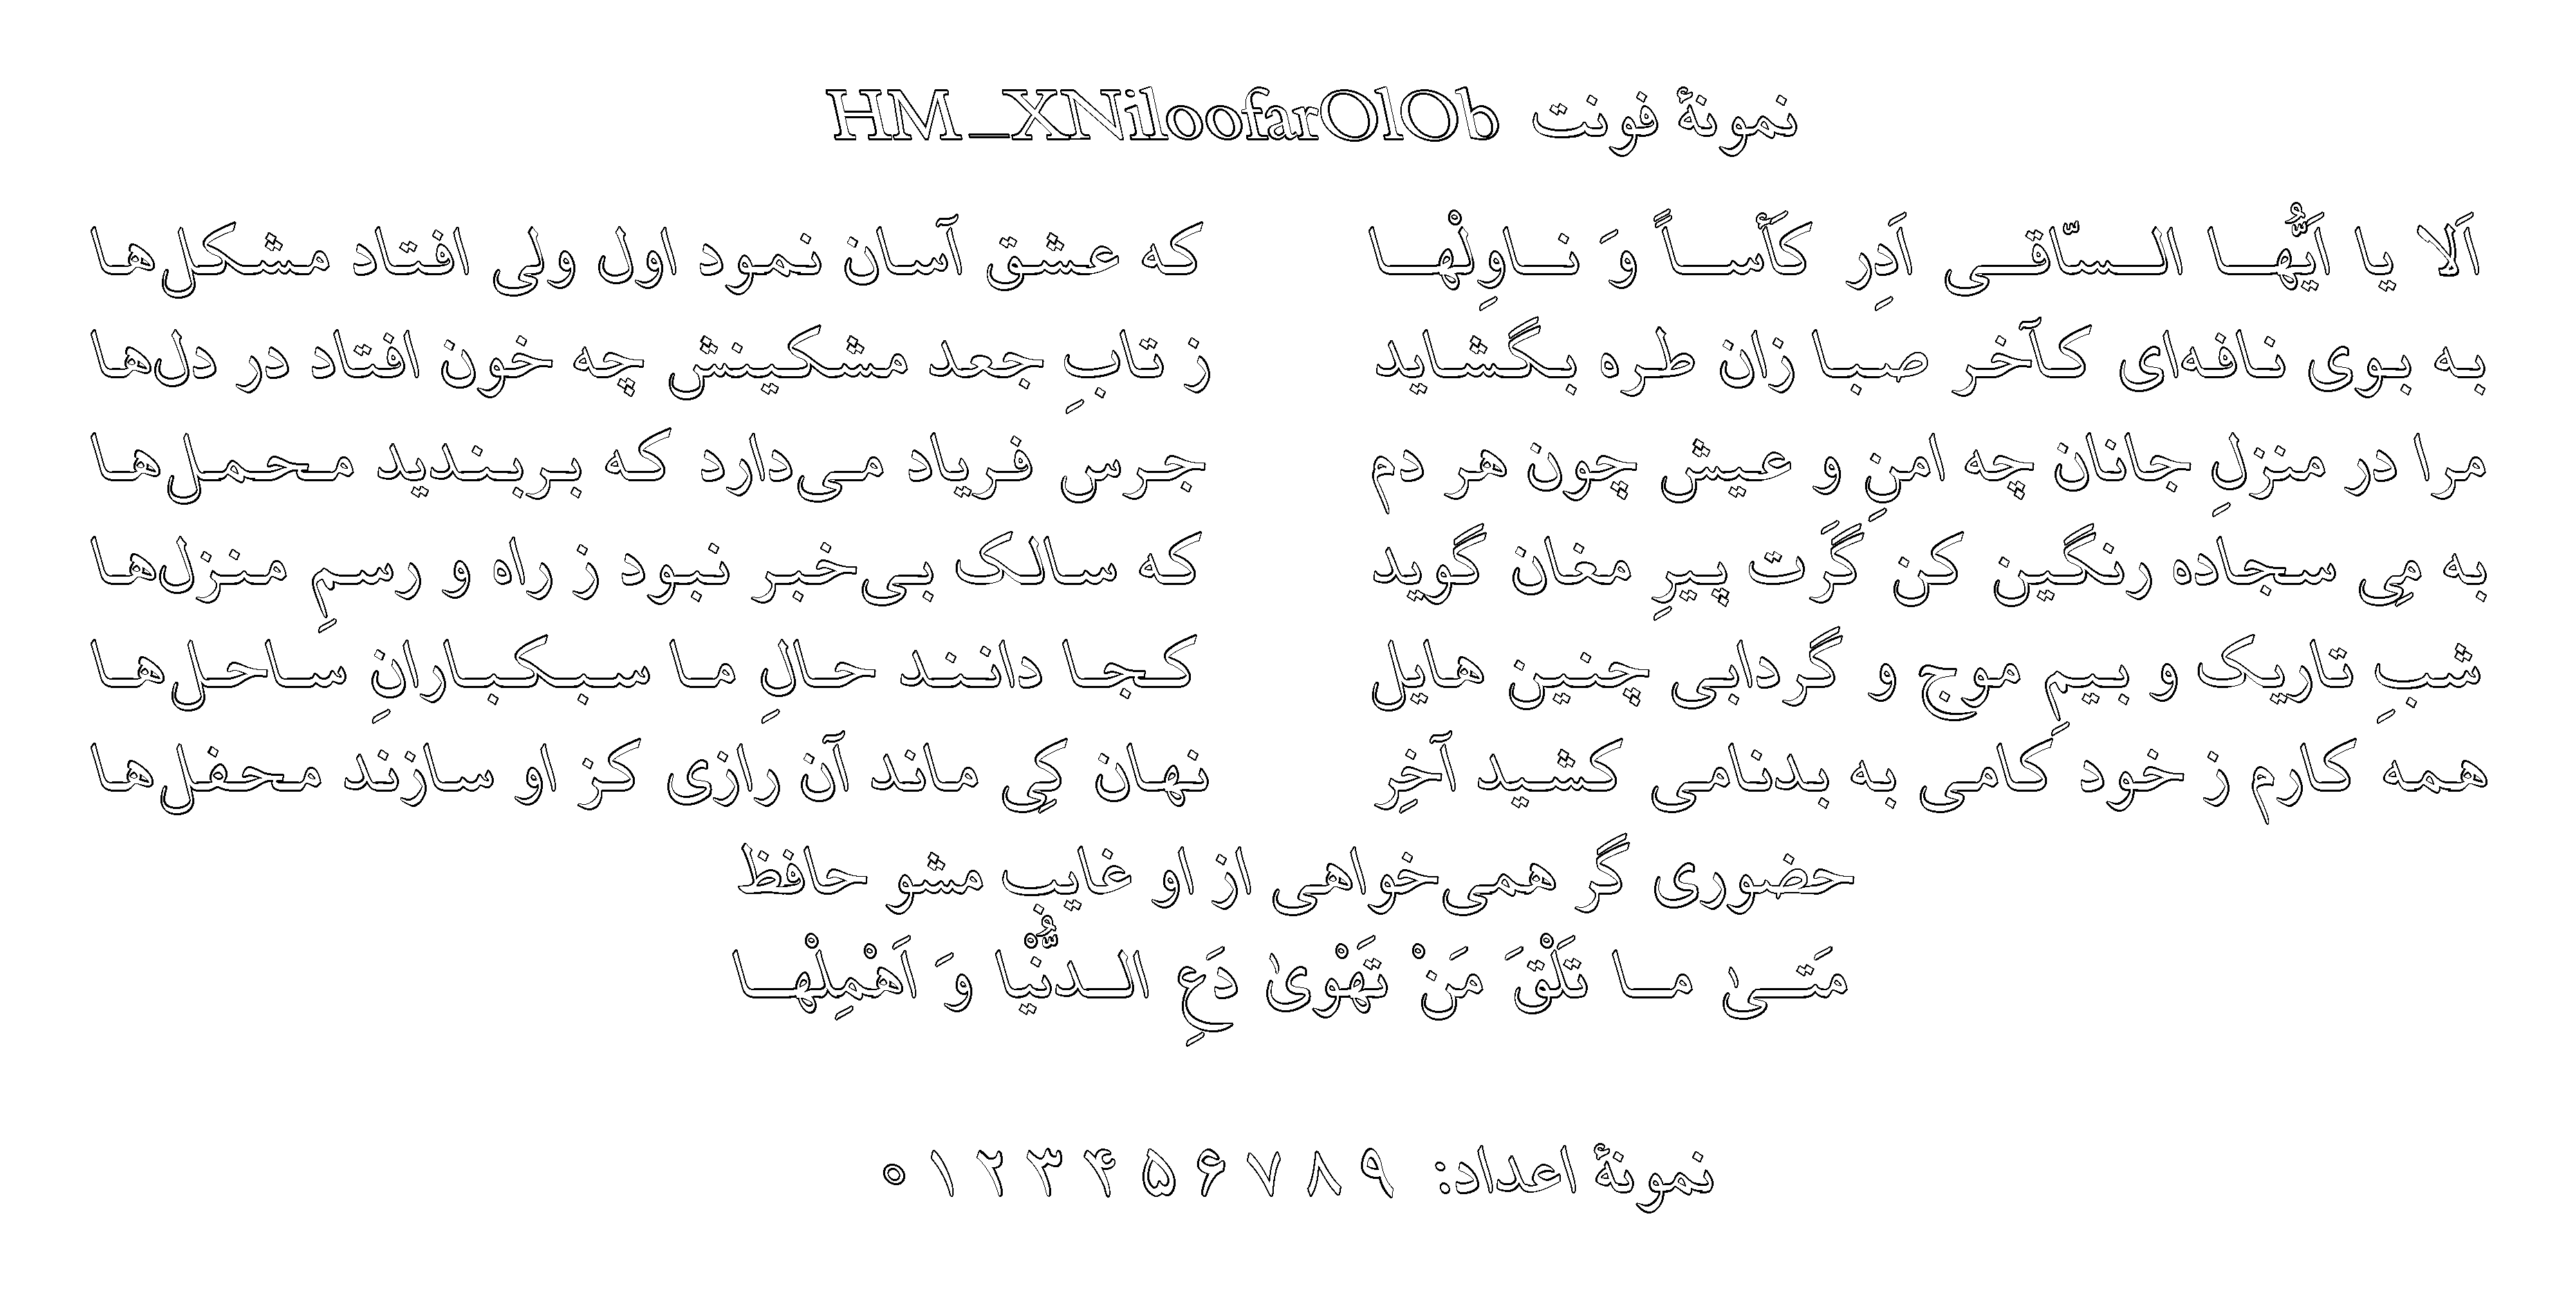 نمونهٔ فونت HM_XNiloofarOlOb
اَلا یا اَیُّهـا السّاقی اَدِر کَأساً وَ ناوِلْها که عشق آسان نمود اول ولی افتاد مشکل‌ها
به بوی نافه‌ای کآخر صبا زان طره بگشاید ز تابِ جعد مشکینش چه خون افتاد در دل‌ها
مرا در منزلِ جانان چه امنِ و عیش چون هر دم جرس فریاد می‌دارد که بربندید محمل‌ها
به مِی سجاده رنگین کن گَرَت پیرِ مغان گوید که سالک بی‌خبر نبود ز راه و رسمِ منزل‌ها
شبِ تاریک و بیمِ موج و گردابی چنین هایل کجا دانند حالِ ما سبکبارانِ ساحل‌ها
همه کارم ز خود کامی به بدنامی کشید آخِر نهان کِی ماند آن رازی کز او سازند محفل‌ها
حضوری گر همی‌خواهی از او غایب مشو حافظ
مَتیٰ ما تَلْقَ مَنْ تَهْویٰ دَعِ الدُّنْیا وَ اَهْمِلْها
نمونهٔ اعداد: ۹ ۸ ۷ ۶ ۵ ۴ ۳ ۲ ۱ ۰